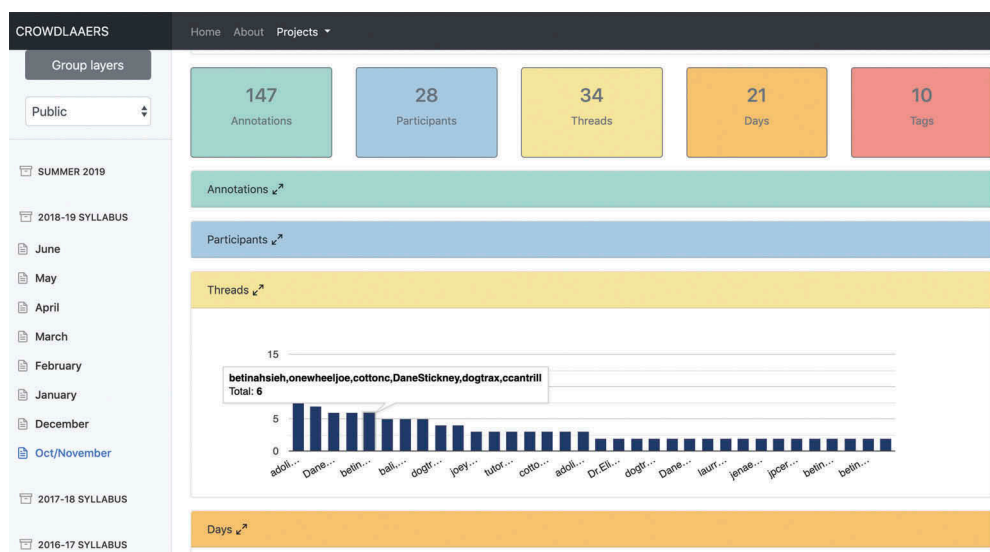 CROWDLAAERS
Home About Projects
Group layers
Public
SUMMER 2019
2018-19 SYLLABUS
June
May
April
March
February
January
December
Oct/November
2017-18 SYLLABUS
2016-17 SYLLABUS
147
Annotations
28
Participants
34
Threads
21
Days
10
Tags
Annotations
Participants
Threads
15
betinahsieh,onewheeljoe,cottonc,DaneStickney,dogtrax,ccantrill
Total: 6
5
0
adoli... Dane... betin... bali.... dogtr... joey... tutor... cotto... adoli... Dr.Eli... dogtr... Dane... laurr... jenae... jpcer... betin... betin...
Days